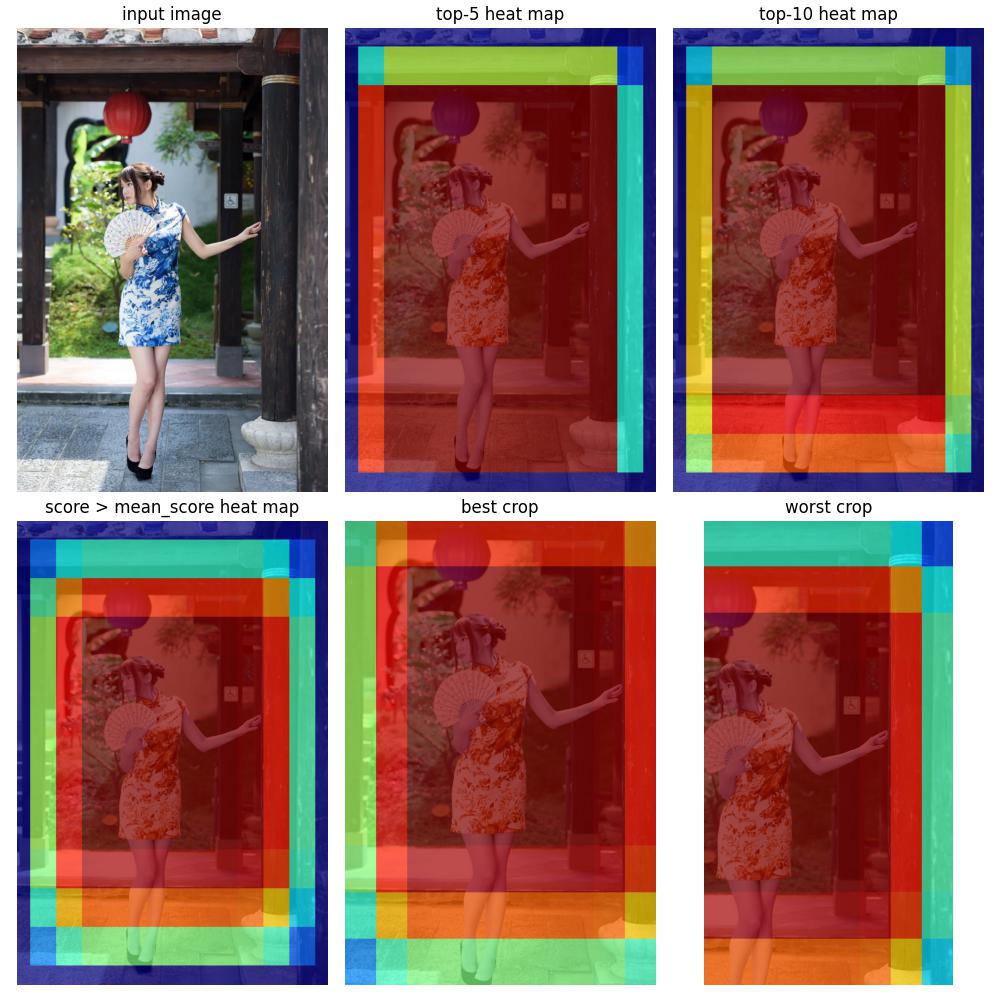 input image
top-5 heat map
top-10 heat map
score > mean_score heat map
best crop
worst crop